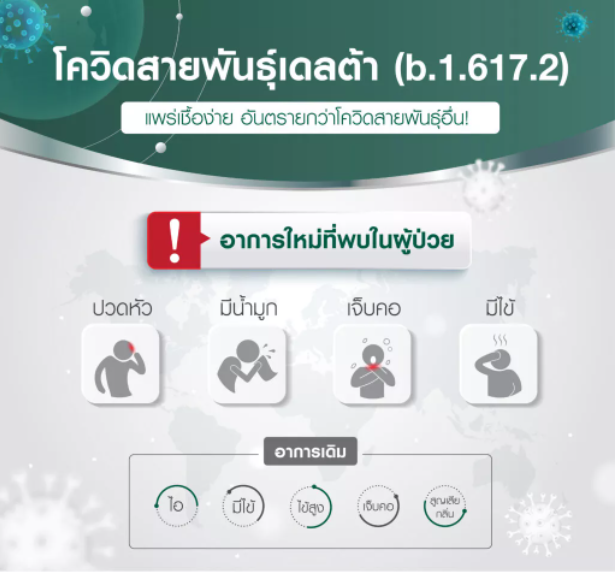 โควิดสายพันธุ์เดลต้า (b.1.617.2)
แพร่เชื้อง่าย อันตรายกว่าโควิดสายพันธุ์อื่น!
! อาการใหม่ที่พบในผู้ป่วย
ปวดหัว มีน้ำมูก เจ็บคอ มีไข้
อาการเดิม
ไอ มีไข้ ไข้สูง เจ็บคอ สูญเสีย
กลิ่น